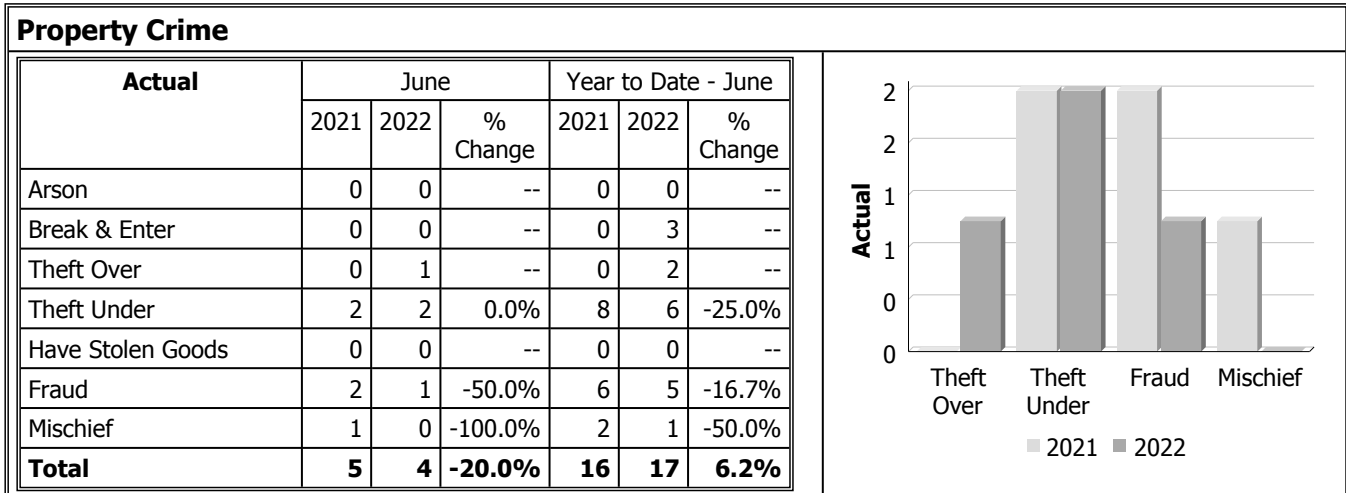 Property Crime
Actual June Year to Date - June
2021 2022 % Change 2021 2022 % Change
Arson 0 0 -- 0 0 --
Break & Enter 0 0 -- 0 3 --
Theft Over 0 1 -- 0 2 --
Theft Under 2 2 0.0% 8 6 -25.0%
Have Stolen Goods 0 0 -- 0 0 --
Fraud 2 1 -50.0% 6 5 -16.7%
Mischief 1 0 -100.0% 2 1 -50.0%
Total 5 4 -20.0% 16 17 6.2%
Actual
2
2
1
1
0
0
Theft Over Theft Under Fraud Mischief
2021 2022